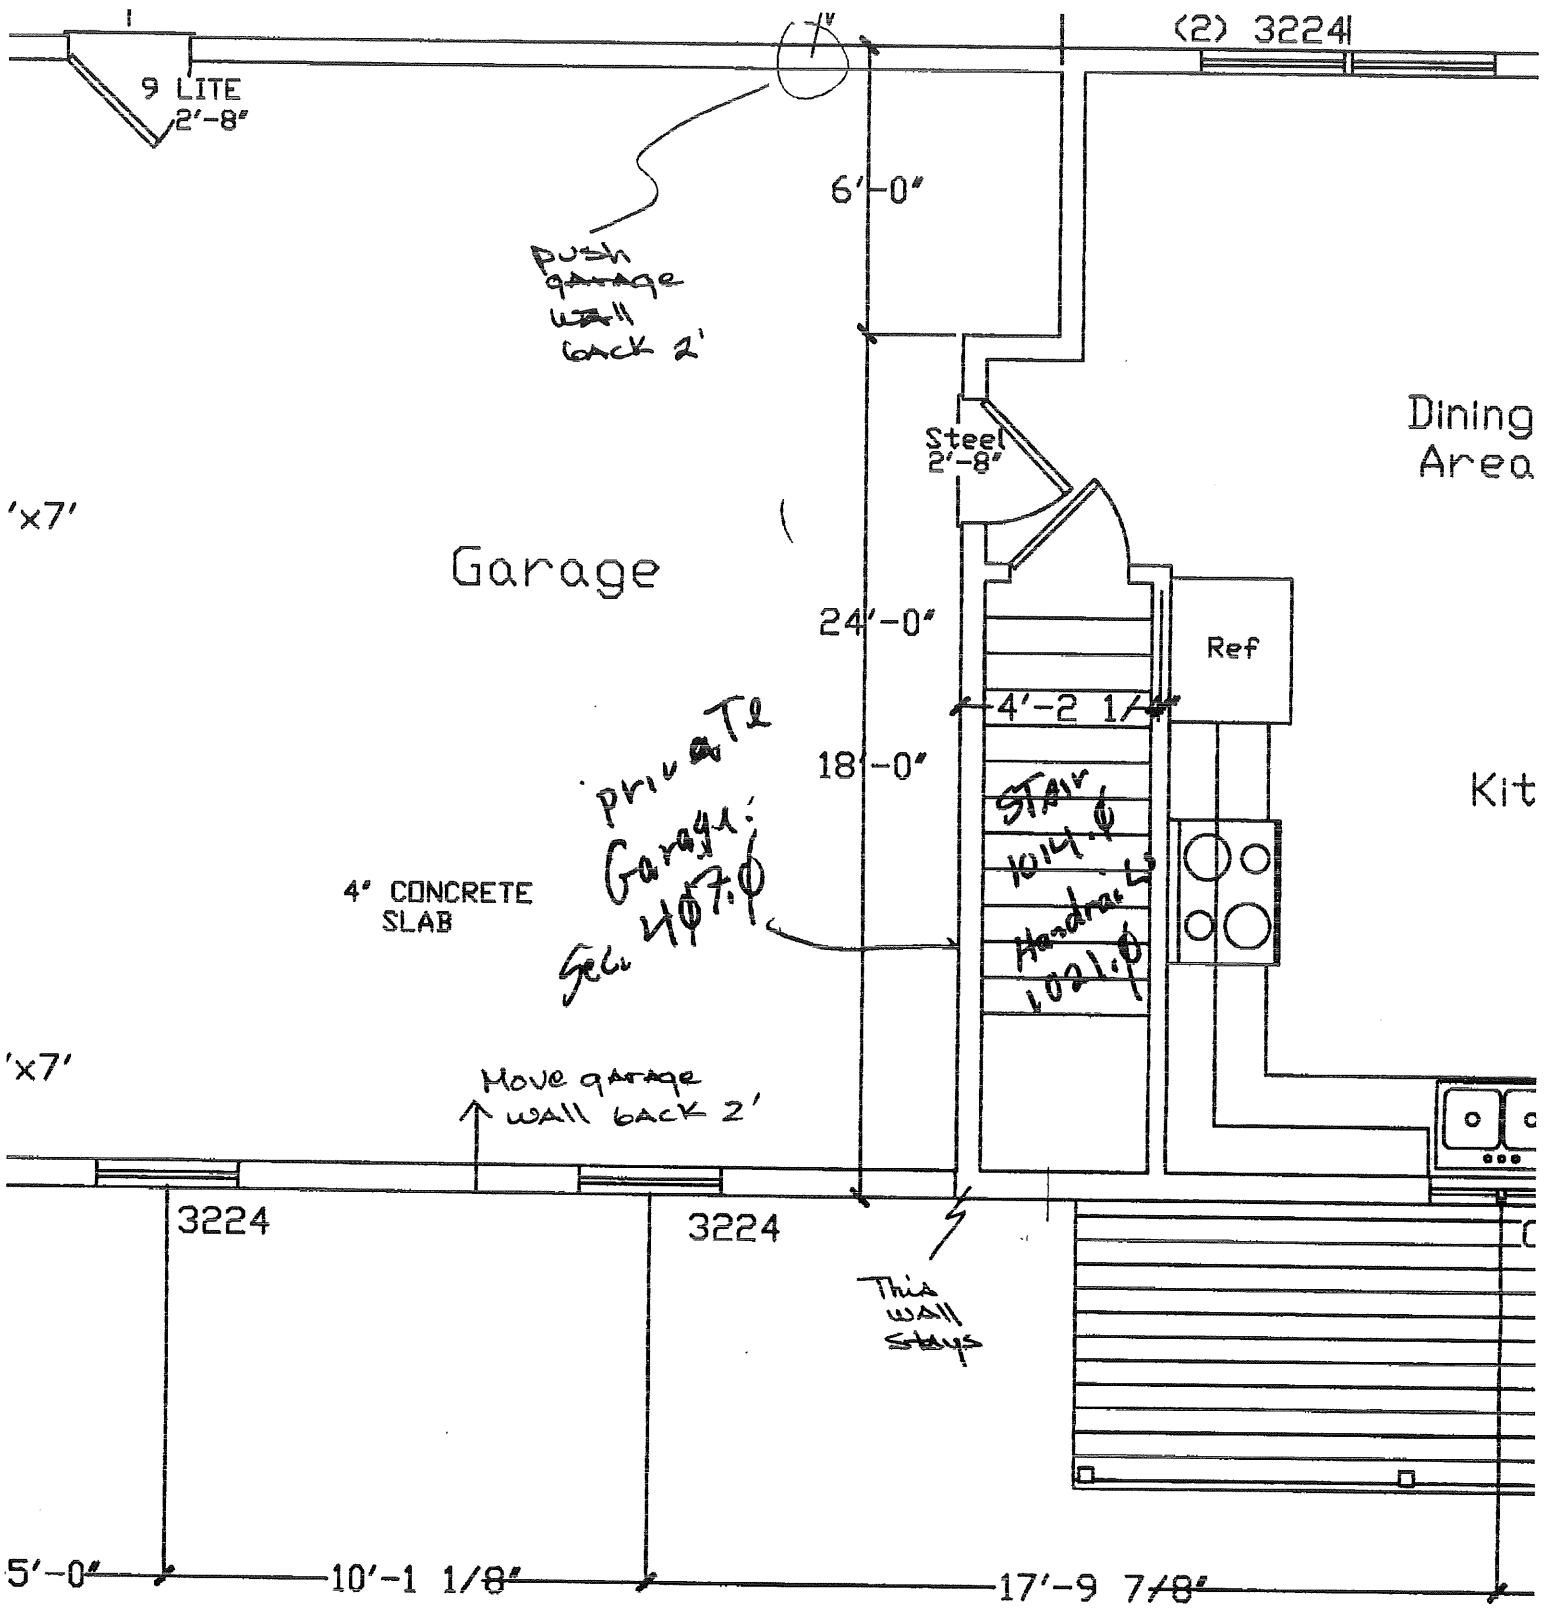 (2) 3224
9 LITE
2'-8"
6'-0"
push
garage
wall
back 2'
Dining
Area
Steel
2'-8"
'x7'
Garage
24'-0"
Ref
4'-2 1/
18'-0"
Kit
private
Garage:
Sec. 407.0
STAIR
1014.0
Handrail
1021.0
4" CONCRETE
SLAB
'x7'
Move garage
wall back 2'
3224
3224
This
wall
stays
5'-0"
10'-1 1/8"
17'-9 7/8"